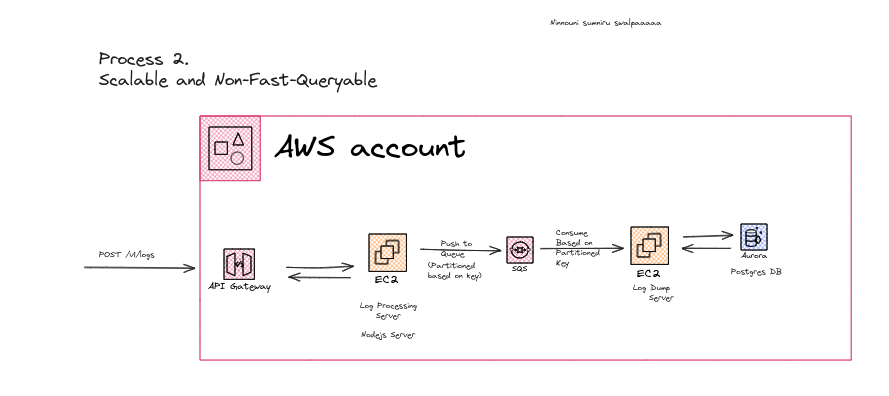 Ninnouni sumniru swalpaaaaa
Process 2.
Scalable and Non-Fast-Queryable
AWS account
POST /v1/logs
API Gateway
EC2
Log Processing
Server
Nodejs Server
Push to
Queue
(Partitioned
based on key)
SQS
Consume
Based on
Partitioned
Key
EC2
Log Dump
Server
Aurora
Postgres DB